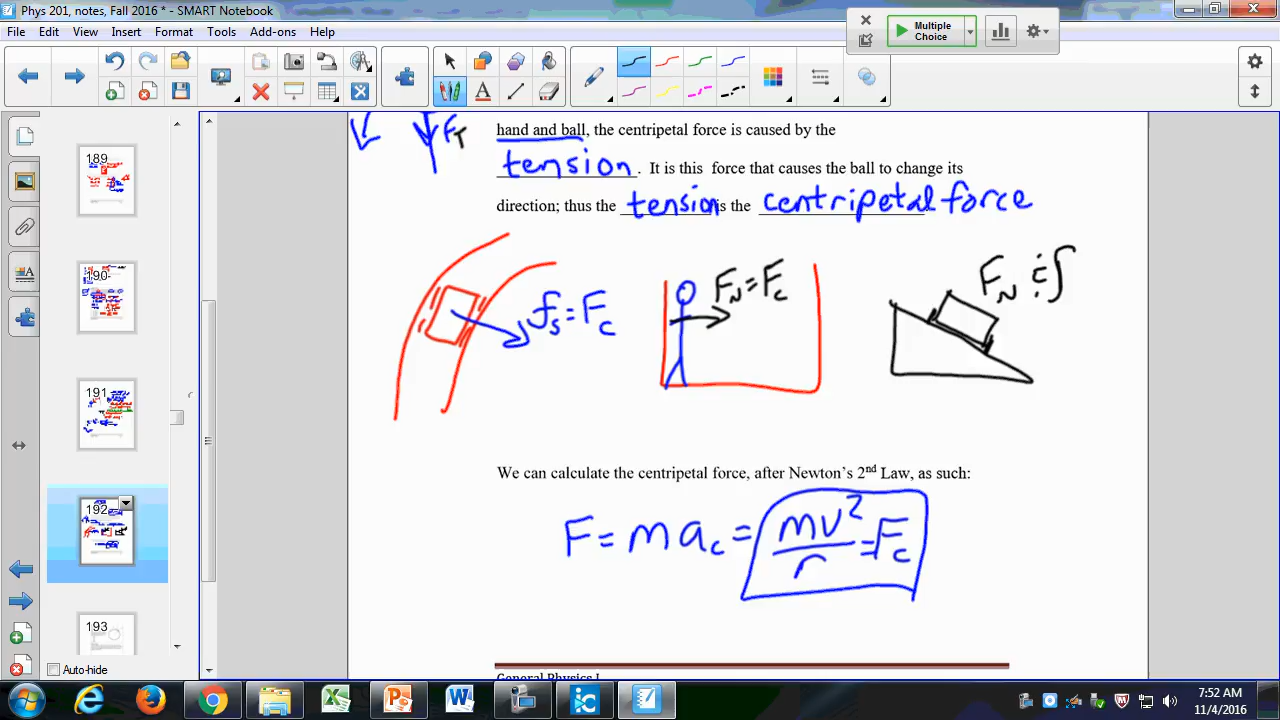 Phys 201, notes, Fall 2016 * - SMART Notebook
Multiple
Choice
File Edit View Insert Format Tools Add-ons Help
189
190
191
192
193
Auto-hide
F_T
hand and ball, the centripetal force is caused by the
tension. It is this force that causes the ball to change its
direction; thus the tension is the centripetal force
f_s = F_c
F_N = F_c
F_N & f
We can calculate the centripetal force, after Newton's 2nd Law, as such:
F = m a_c = mv²/r = F_c
General Physics I
7:52 AM
11/4/2016